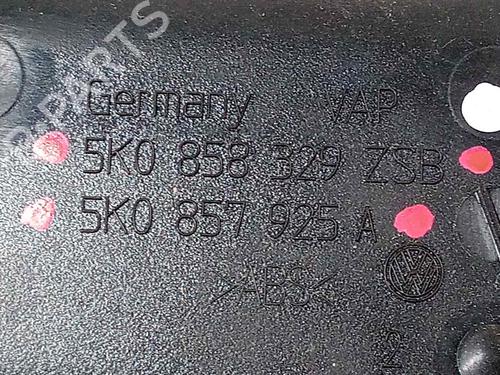 Germany VAP
5K0 858 329 ZSB
5K0 857 925 A
>ABS<
2